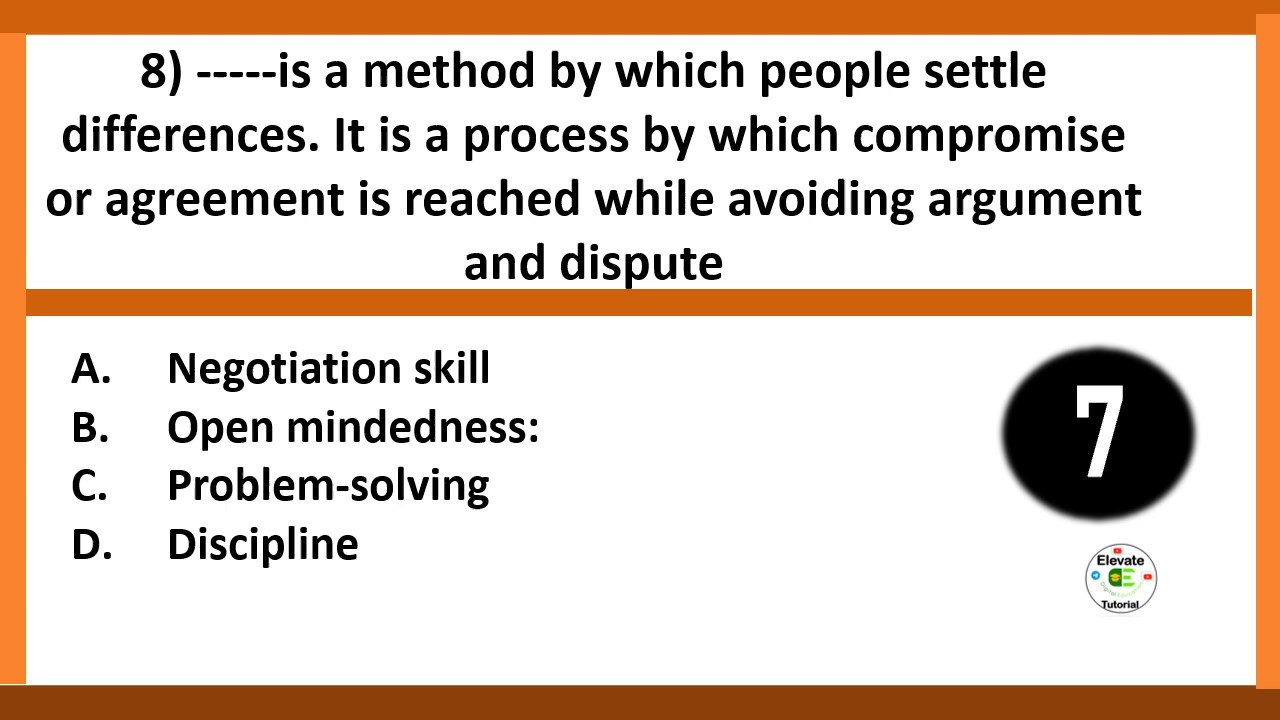 8) -----is a method by which people settle
differences. It is a process by which compromise
or agreement is reached while avoiding argument
and dispute
A. Negotiation skill
B. Open mindedness:
C. Problem-solving
D. Discipline
7
Elevate
Tutorial